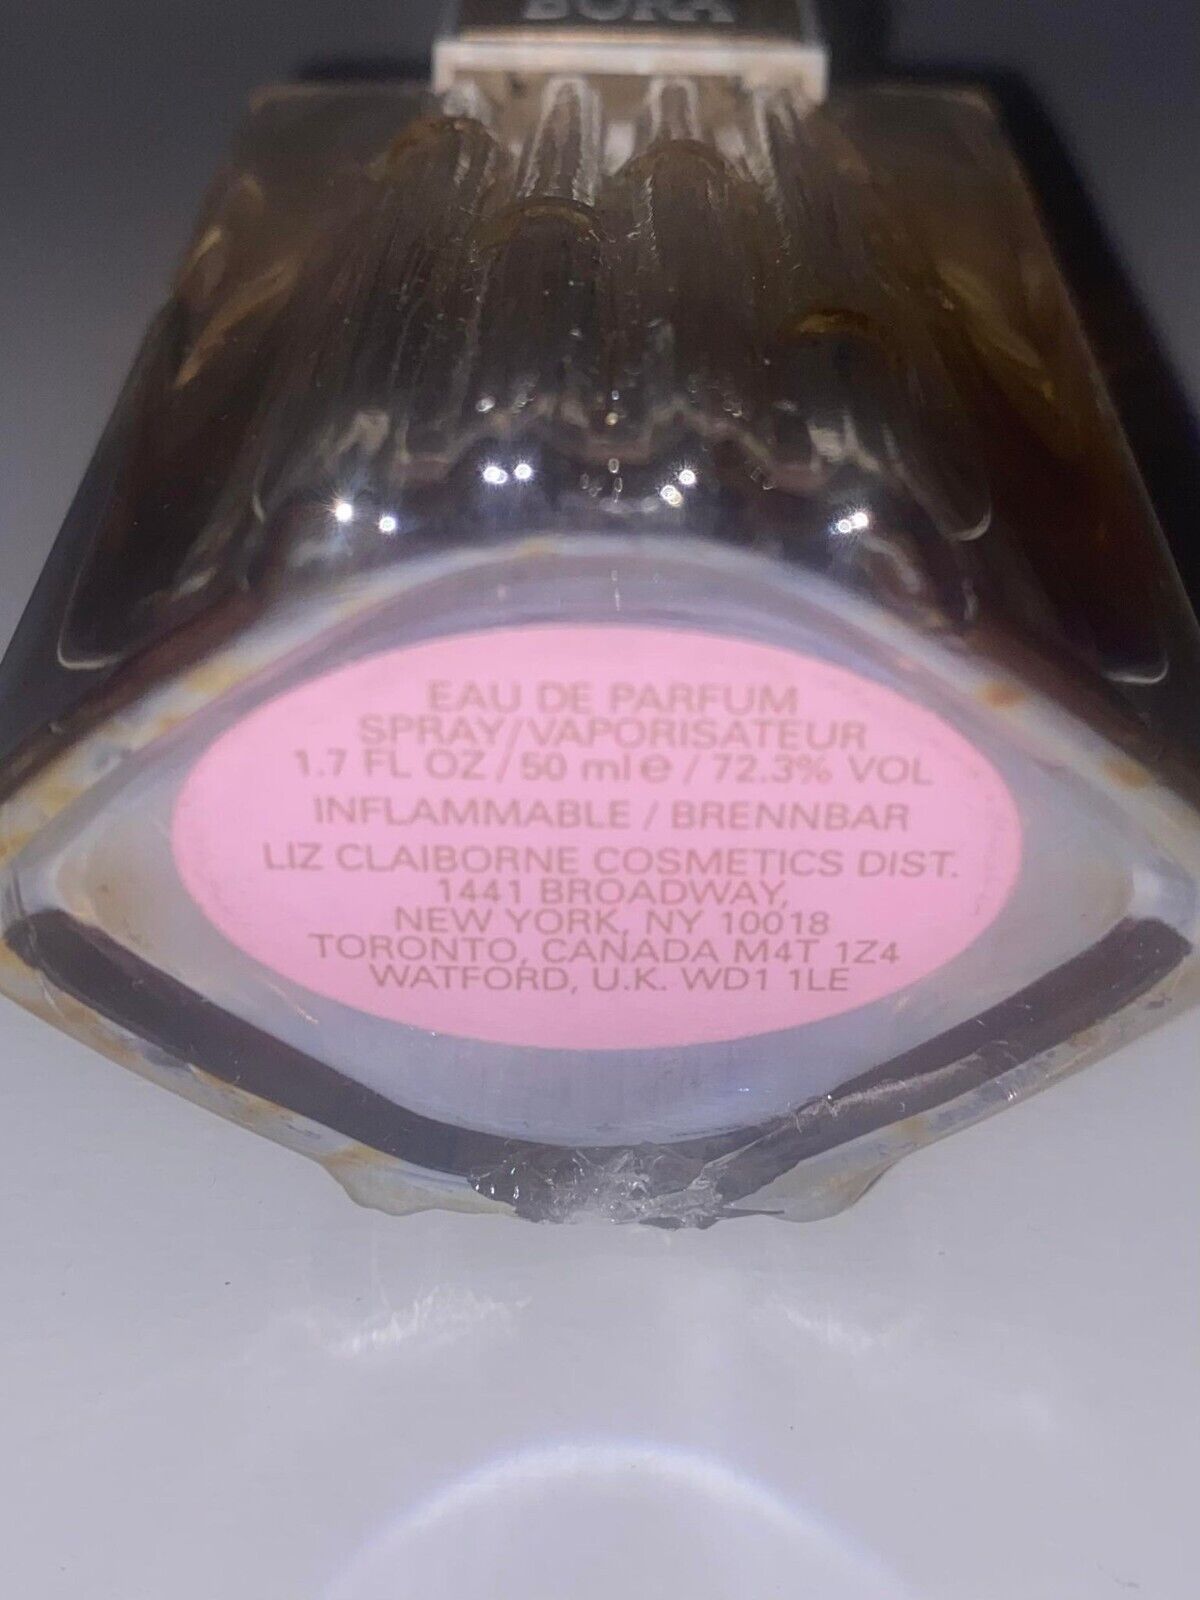 BORA
EAU DE PARFUM
SPRAY/VAPORISATEUR
1.7 FL OZ/50 ml℮/72.3% VOL
INFLAMMABLE / BRENNBAR
LIZ CLAIBORNE COSMETICS DIST.
1441 BROADWAY,
NEW YORK, NY 10018
TORONTO, CANADA M4T 1Z4
WATFORD, U.K. WD1 1LE